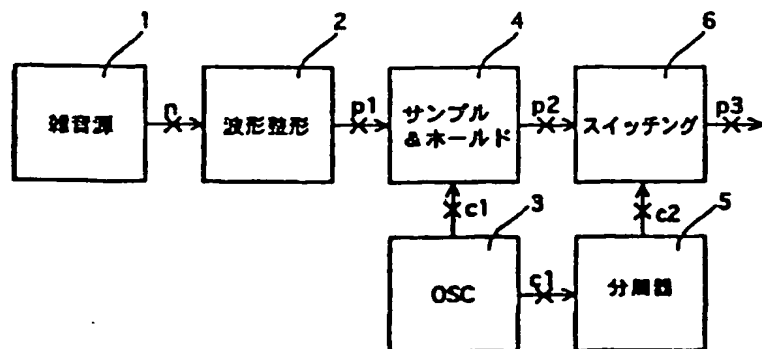 1
2
4
6
雑音源
n
波形整形
p1
サンプル
&ホールド
p2
スイッチング
p3
c1
3
c2
5
OSC
c1
分周器